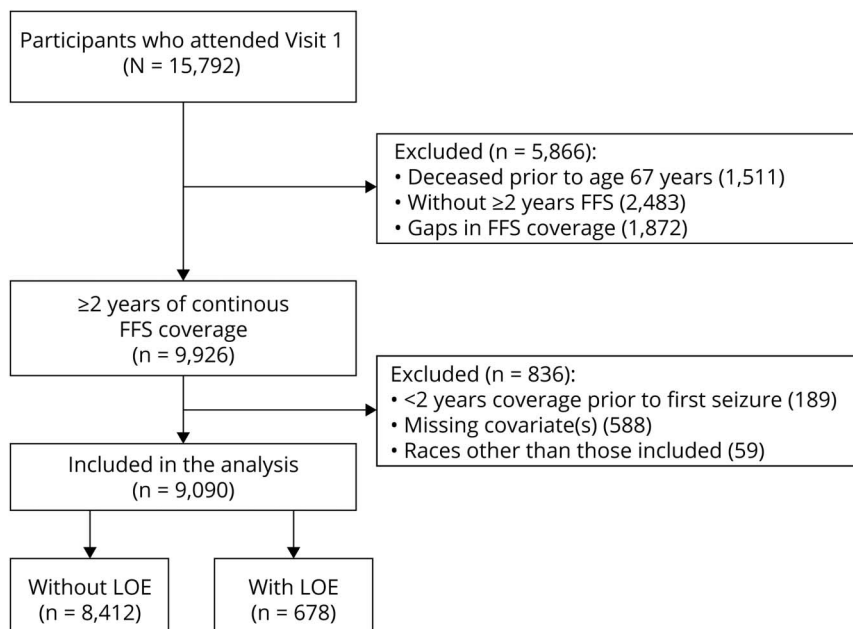 Participants who attended Visit 1
(N = 15,792)
Excluded (n = 5,866):
• Deceased prior to age 67 years (1,511)
• Without ≥2 years FFS (2,483)
• Gaps in FFS coverage (1,872)
≥2 years of continous
FFS coverage
(n = 9,926)
Excluded (n = 836):
• <2 years coverage prior to first seizure (189)
• Missing covariate(s) (588)
• Races other than those included (59)
Included in the analysis
(n = 9,090)
Without LOE
(n = 8,412)
With LOE
(n = 678)